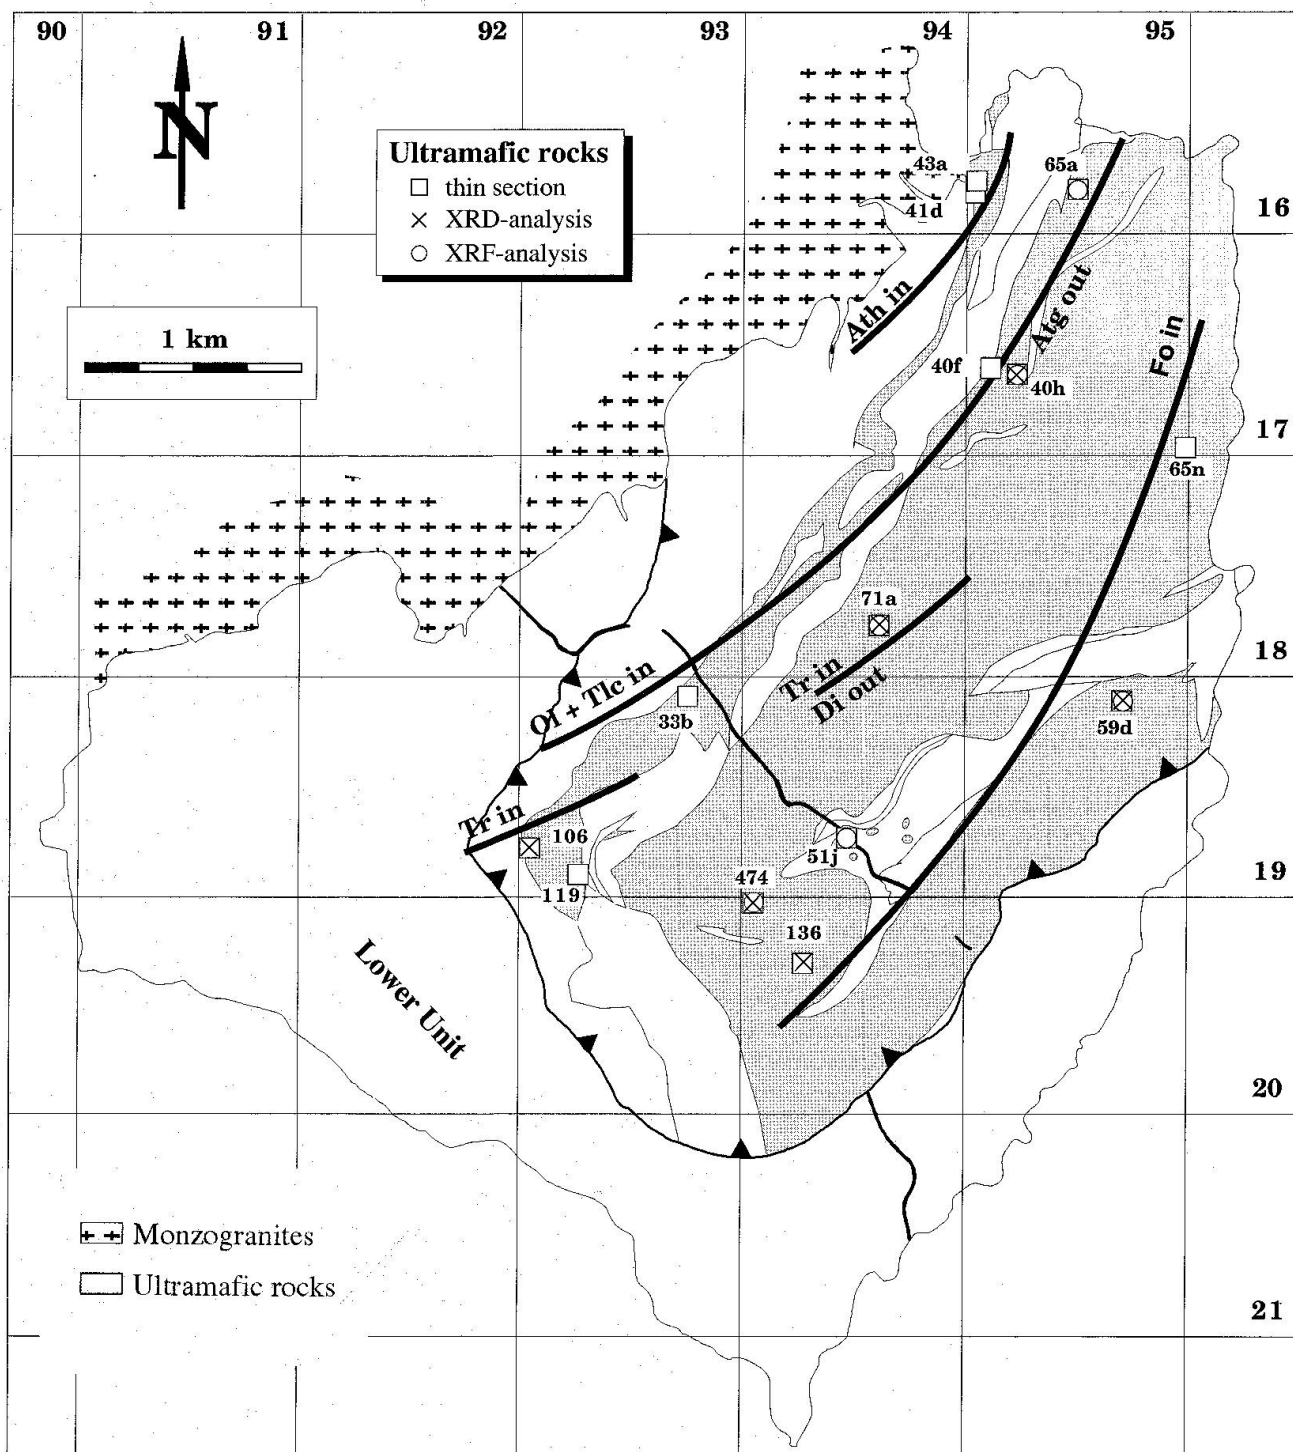 90 91 92 93 94 95
N
Ultramafic rocks
thin section
XRD-analysis
XRF-analysis
43a
65a
41d
16
Ath in
Atg out
1 km
Fo in
40f
40h
17
65n
71a
18
Ol + Tlc in
Tr in
Di out
33b
59d
Tr in
106
51j
119
474
19
136
Lower Unit
20
Monzogranites
Ultramafic rocks
21